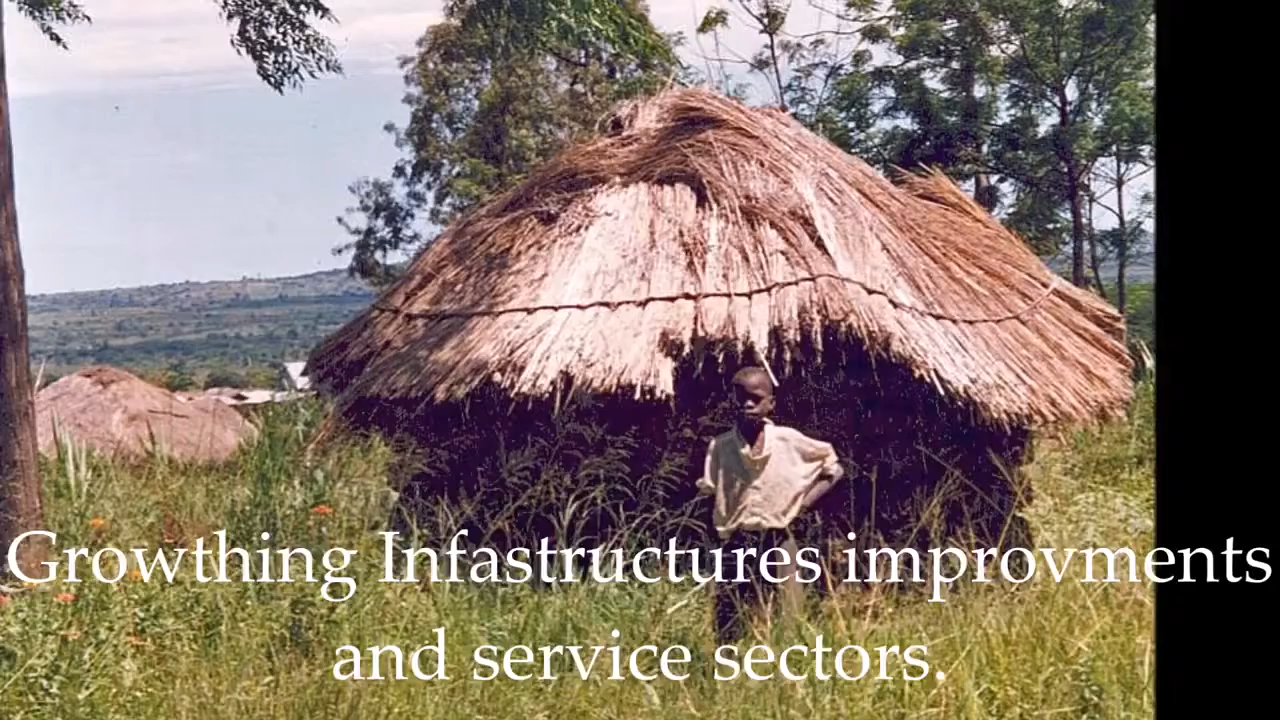 Growthing Infastructures improvments
and service sectors.